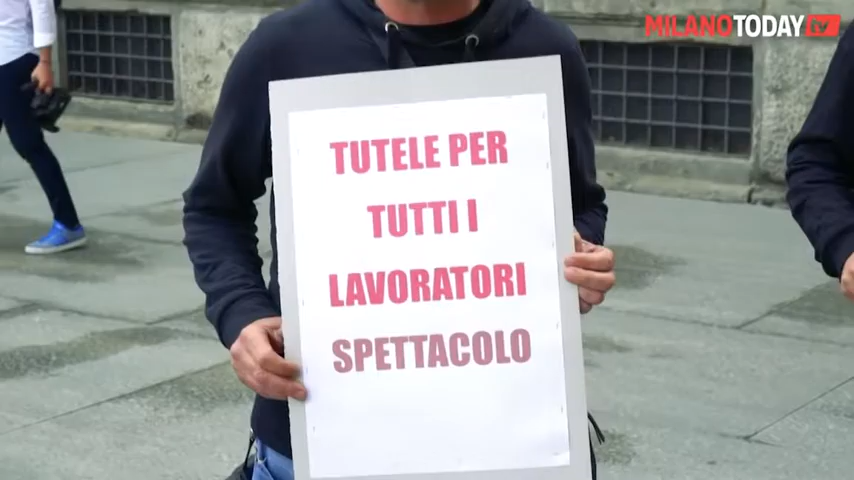 MILANOTODAY tv
TUTELE PER
TUTTI I
LAVORATORI
SPETTACOLO